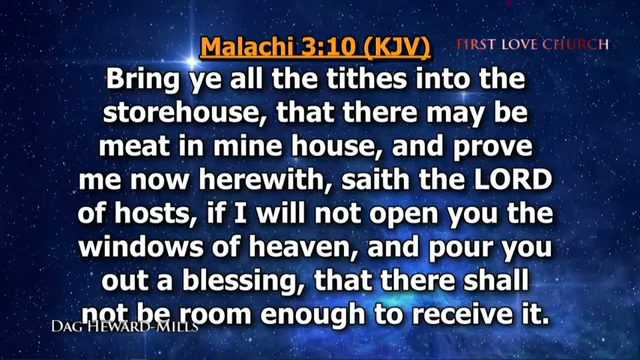 Malachi 3:10 (KJV)
FIRST LOVE CHURCH
Bring ye all the tithes into the
storehouse, that there may be
meat in mine house, and prove
me now herewith, saith the LORD
of hosts, if I will not open you the
windows of heaven, and pour you
out a blessing, that there shall
not be room enough to receive it.
DAG HEWARD-MILLS